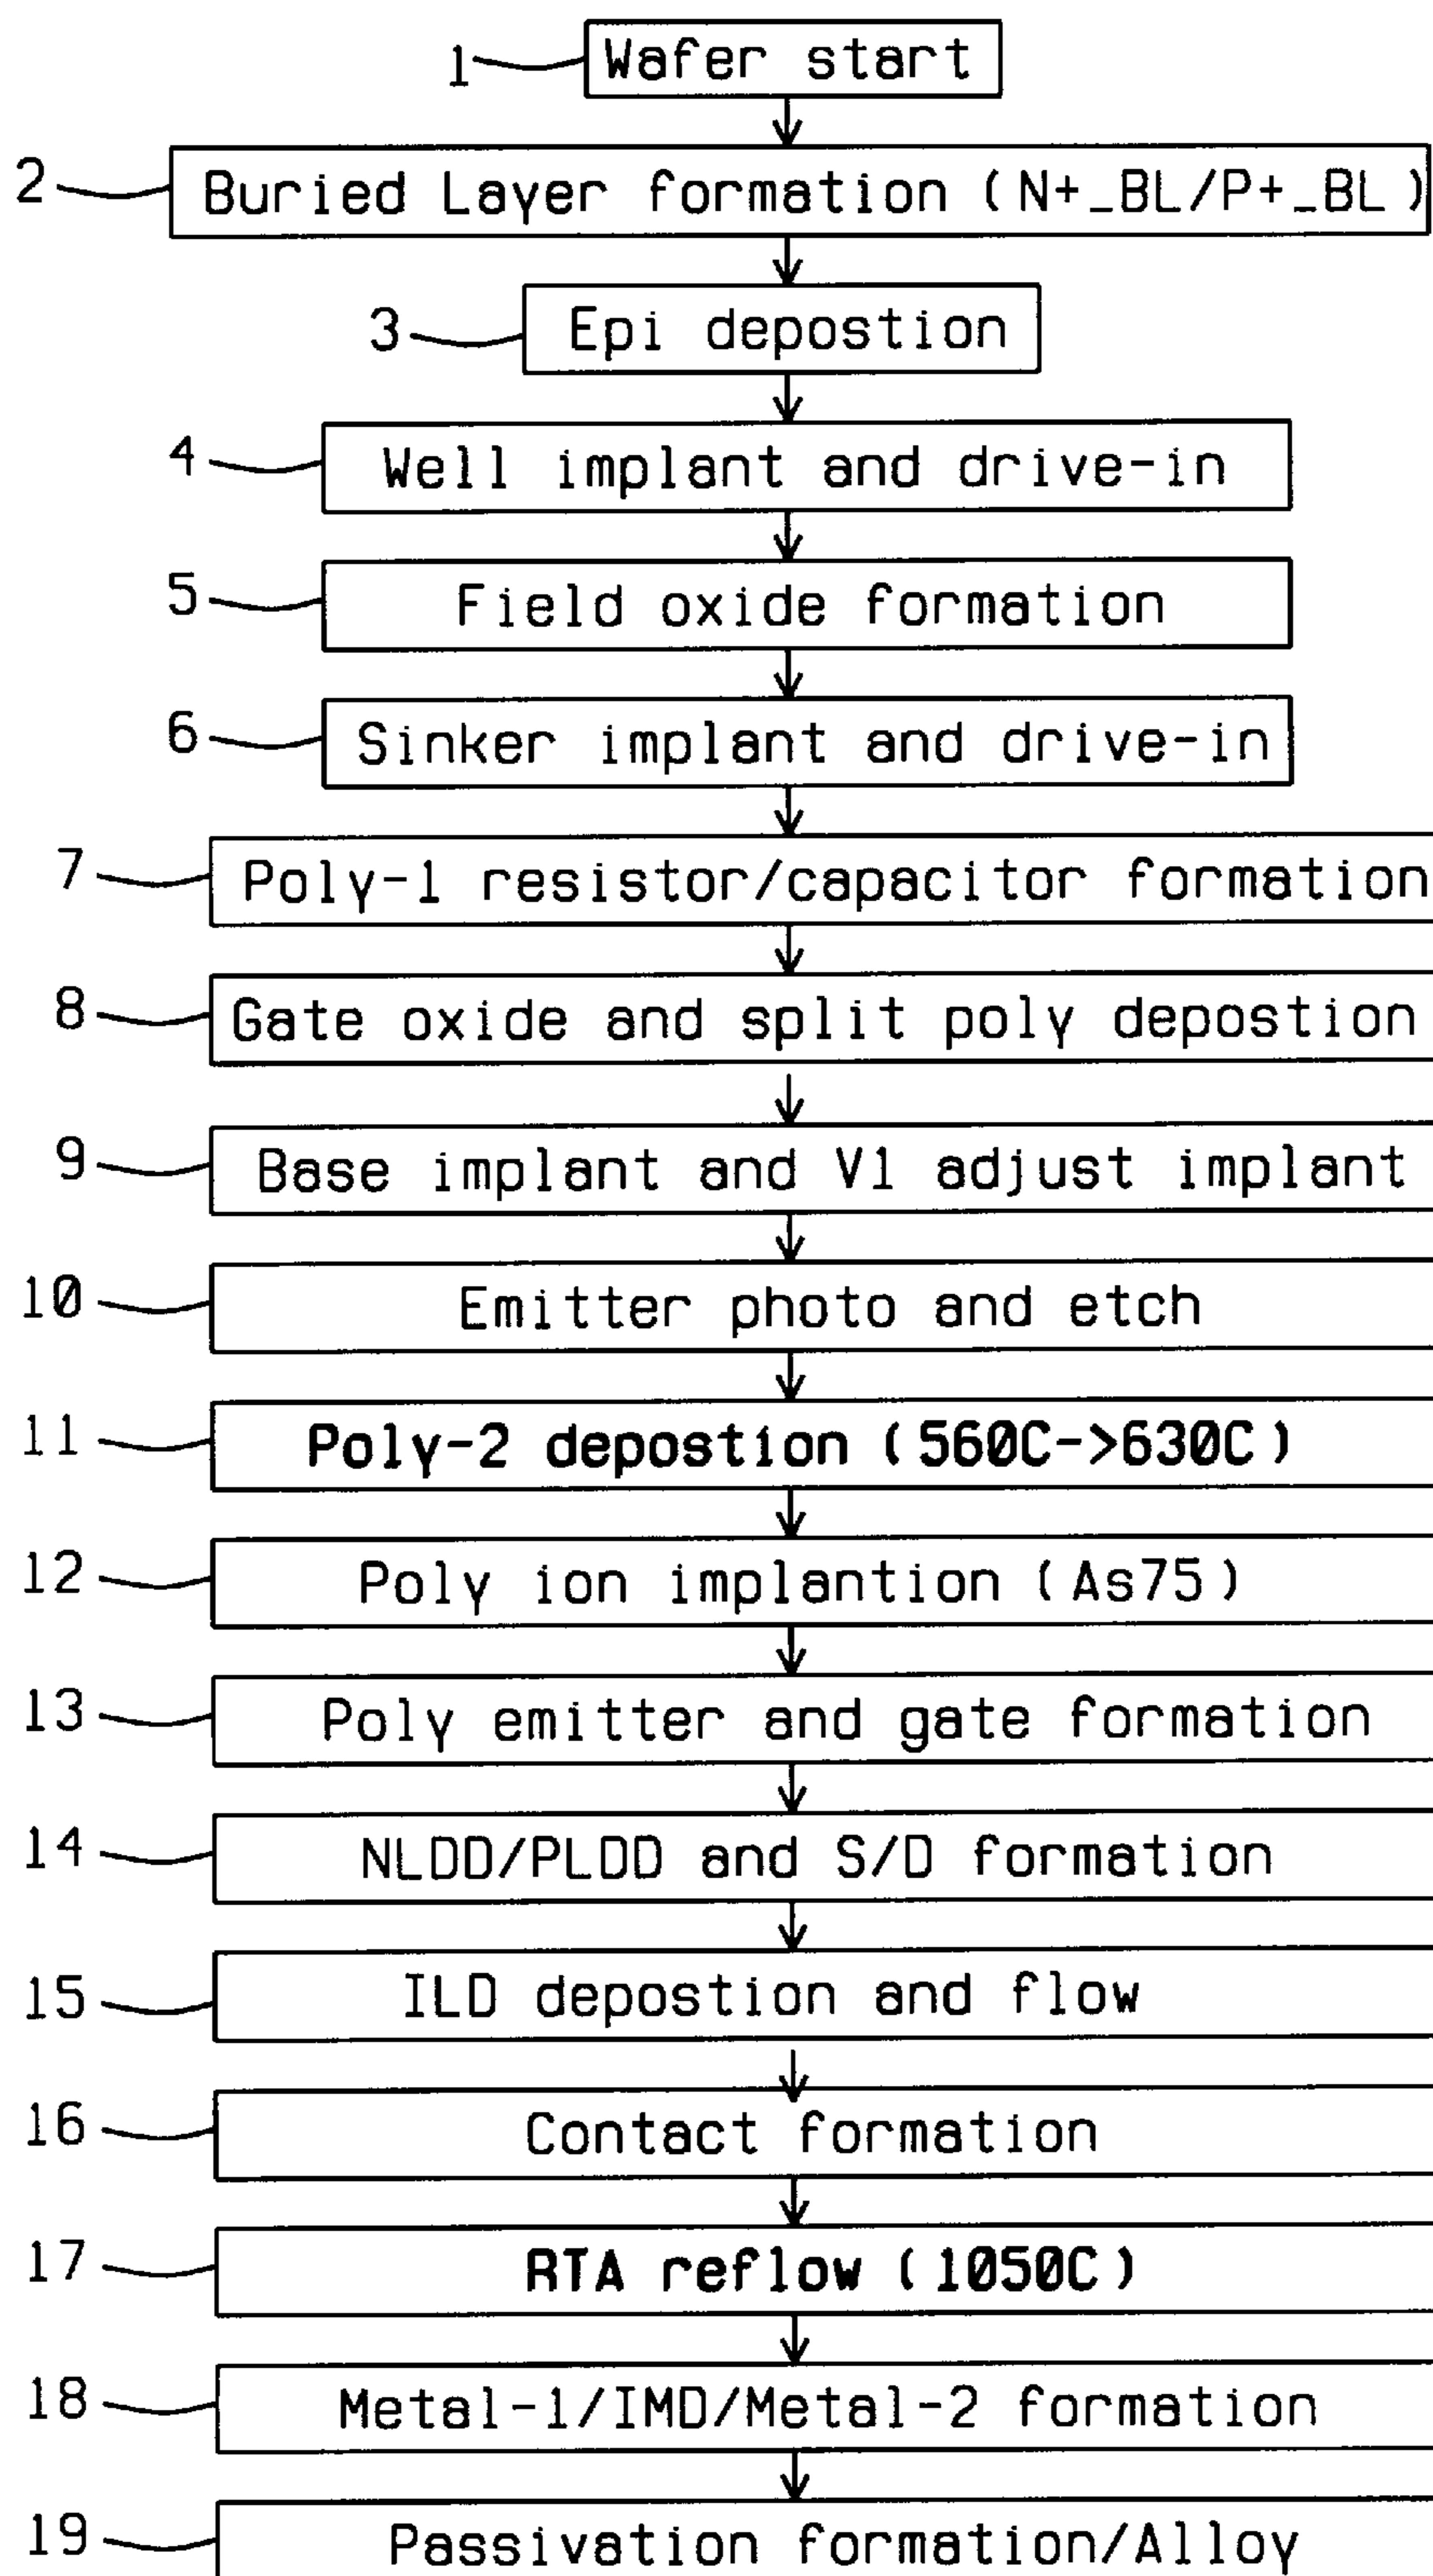 1 Wafer start
2 Buried Layer formation (N+_BL/P+_BL)
3 Epi depostion
4 Well implant and drive-in
5 Field oxide formation
6 Sinker implant and drive-in
7 Poly-1 resistor/capacitor formation
8 Gate oxide and split poly depostion
9 Base implant and V1 adjust implant
10 Emitter photo and etch
11 Poly-2 depostion (560C->630C)
12 Poly ion implantion (As75)
13 Poly emitter and gate formation
14 NLDD/PLDD and S/D formation
15 ILD depostion and flow
16 Contact formation
17 RTA reflow (1050C)
18 Metal-1/IMD/Metal-2 formation
19 Passivation formation/Alloy